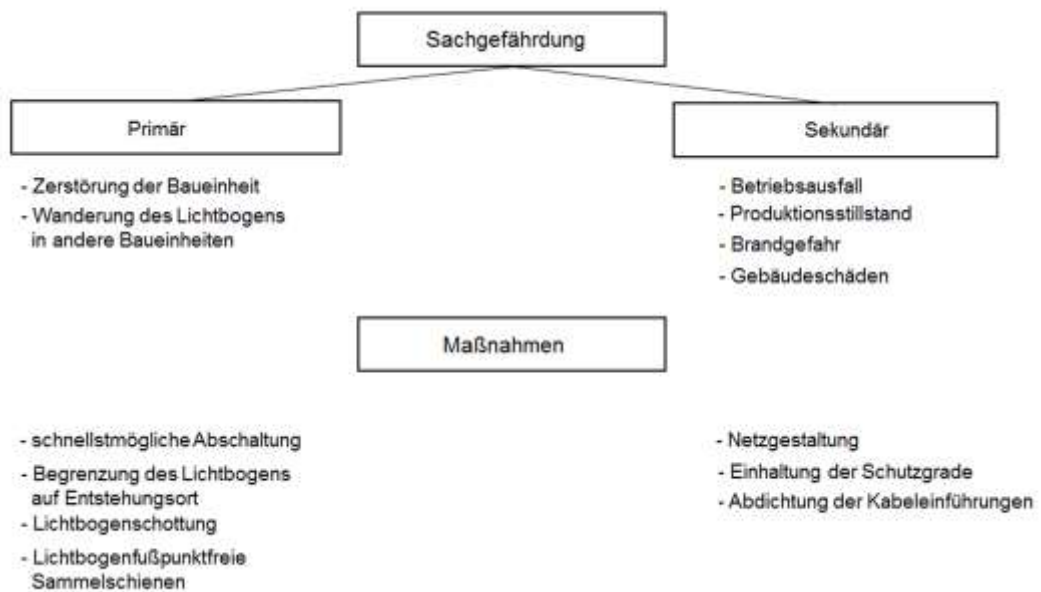 Sachgefährdung
Primär
- Zerstörung der Baueinheit
- Wanderung des Lichtbogens
in andere Baueinheiten
Sekundär
- Betriebsausfall
- Produktionsstillstand
- Brandgefahr
- Gebäudeschäden
Maßnahmen
- schnellstmögliche Abschaltung
- Begrenzung des Lichtbogens
auf Entstehungsort
- Lichtbogenschottung
- Lichtbogenfußpunktfreie
Sammelschienen
- Netzgestaltung
- Einhaltung der Schutzgrade
- Abdichtung der Kabeleinführungen